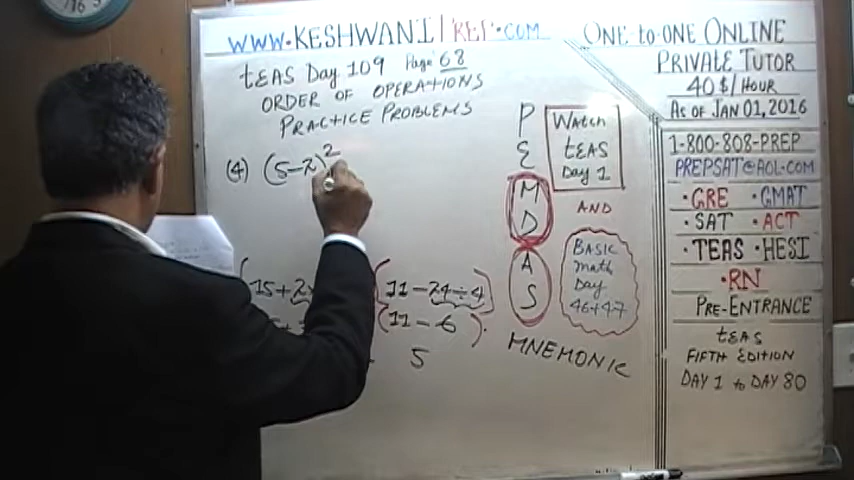 WWW.KESHWANI PREP.COM
tEAS Day 109 Page 68
ORDER OF OPERATIONS
PRACTICE PROBLEMS
(4) (5-2)²
15+2
(11-24÷4)
(11-6)
5
P
E
M
D
A
S
MNEMONIC
Watch
tEAS
Day 1
AND
BASIC
math
Day
46+47
ONE-to-ONE ONLINE
PRIVATE TUTOR
40$/HOUR
AS OF JAN 01,2016
1-800-808-PREP
PREPSAT@AOL.COM
•GRE •GMAT
•SAT •ACT
•TEAS •HESI
•RN
PRE-ENTRANCE
tEAS
FIFTH EDITION
DAY 1 to DAY 80